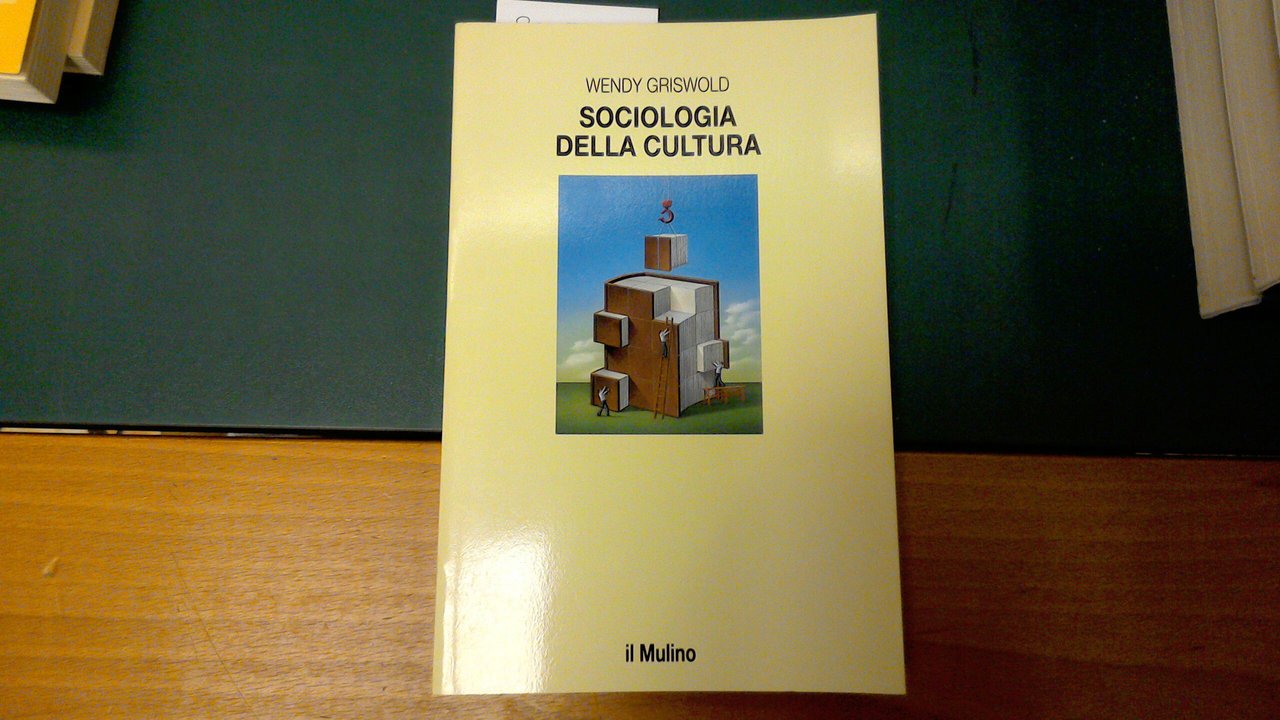 WENDY GRISWOLD
SOCIOLOGIA
DELLA CULTURA
il Mulino